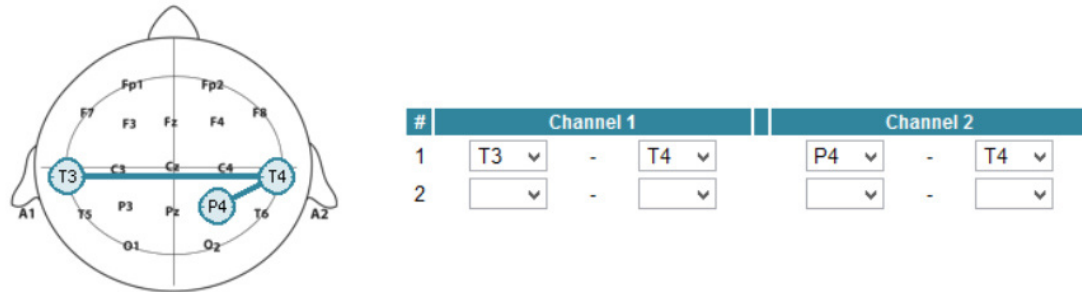 Fp1 Fp2
F7 F3 Fz F4 F8
T3 C3 Cz C4 T4
A1 T5 P3 Pz P4 T6 A2
O1 O2
# Channel 1 Channel 2
1 T3 - T4 P4 - T4
2 - -